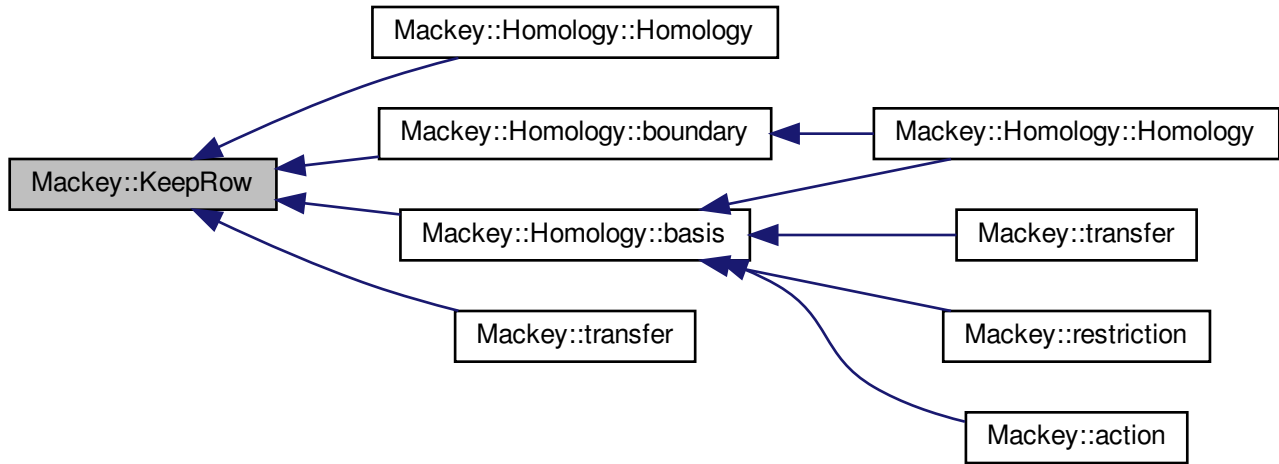 Mackey::Homology::Homology
Mackey::Homology::boundary
Mackey::Homology::Homology
Mackey::KeepRow
Mackey::Homology::basis
Mackey::transfer
Mackey::transfer
Mackey::restriction
Mackey::action